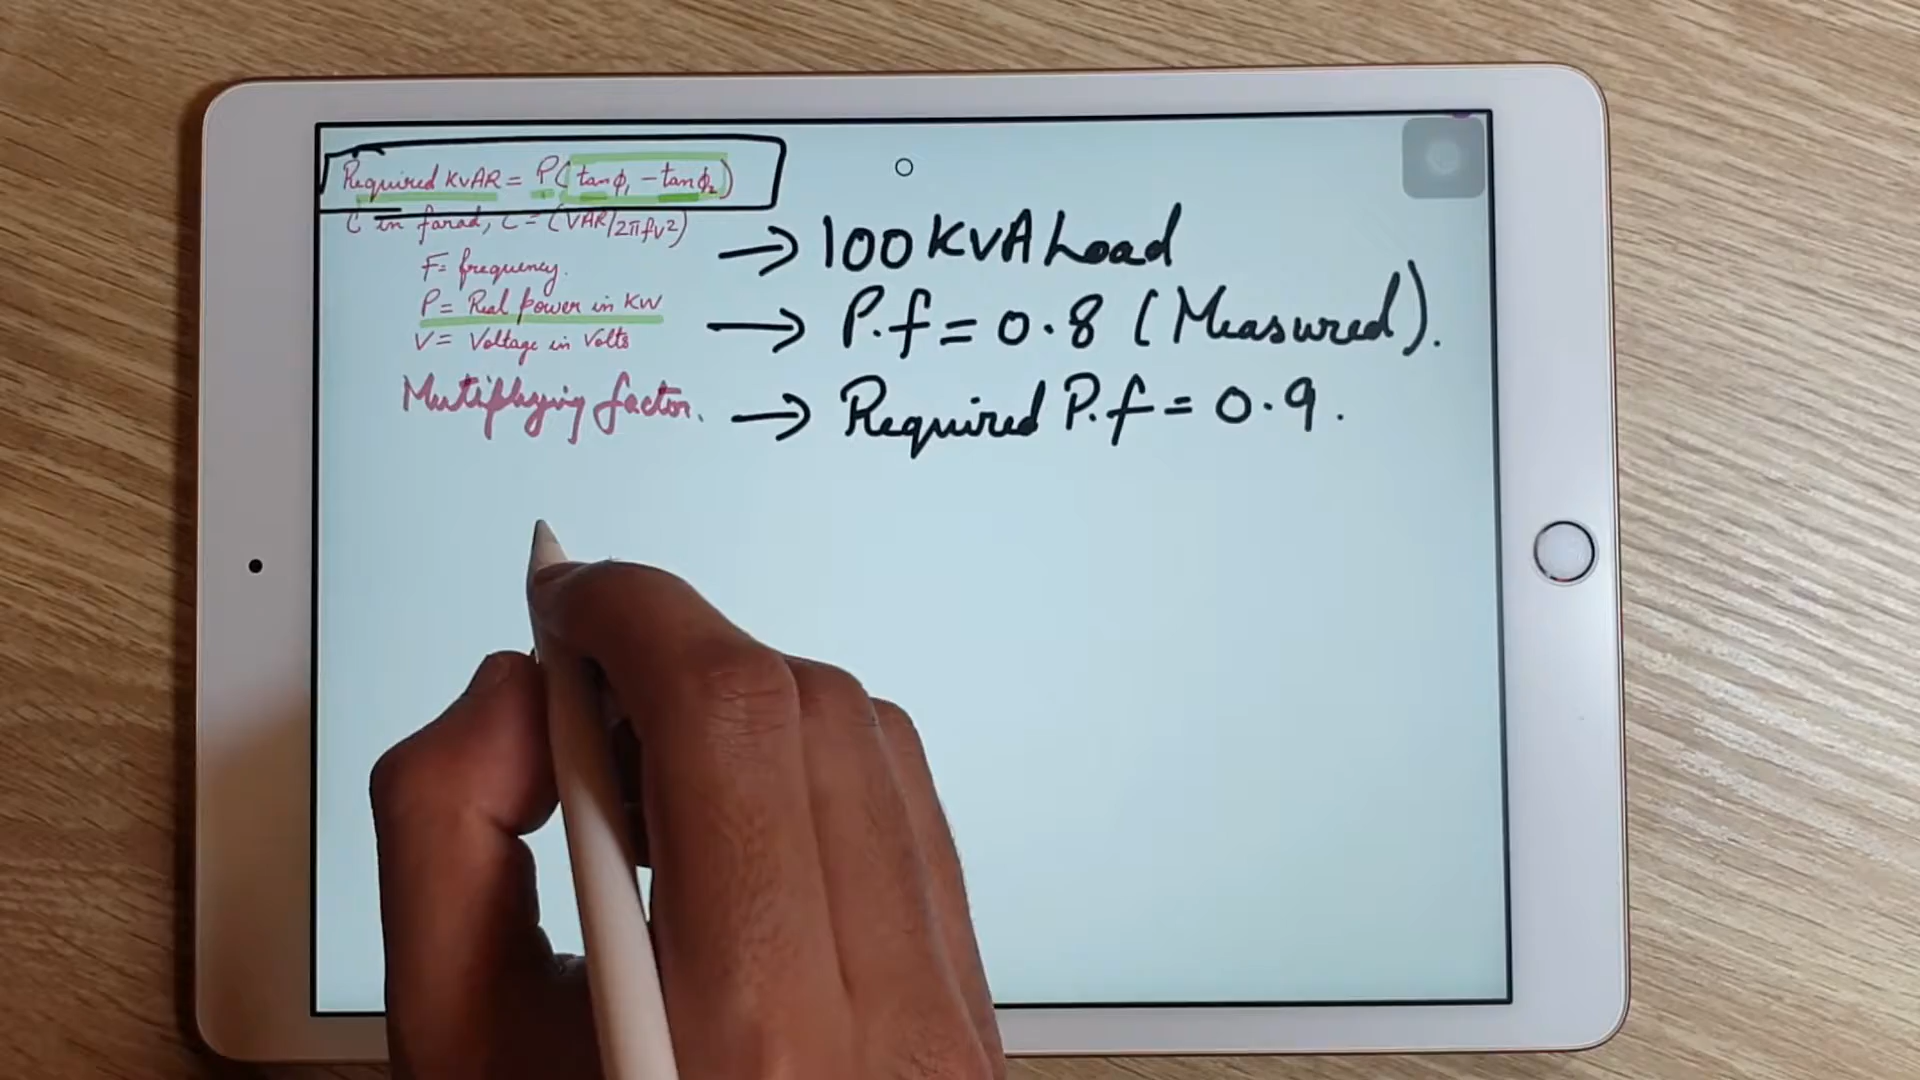 Required KVAR = P(tanϕ₁ - tanϕ₂)
C in farad, C = (VAR/2πfv²)
F= frequency.
P= Real power in KW
V= Voltage in Volts
Mutiplying factor.
→ 100 KVA Load
→ P.f = 0.8 (Measured).
→ Required P.f = 0.9.